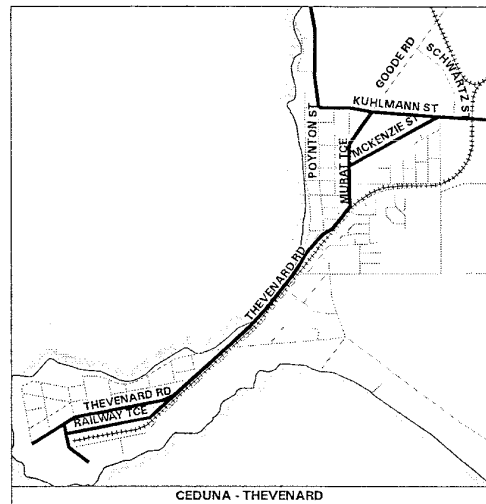 GOODE RD
SCHWARTZ S
KUHLMANN ST
POYNTON ST
MURAT TCE
MCKENZIE ST
THEVENARD RD
THEVENARD RD
RAILWAY TCE
CEDUNA - THEVENARD